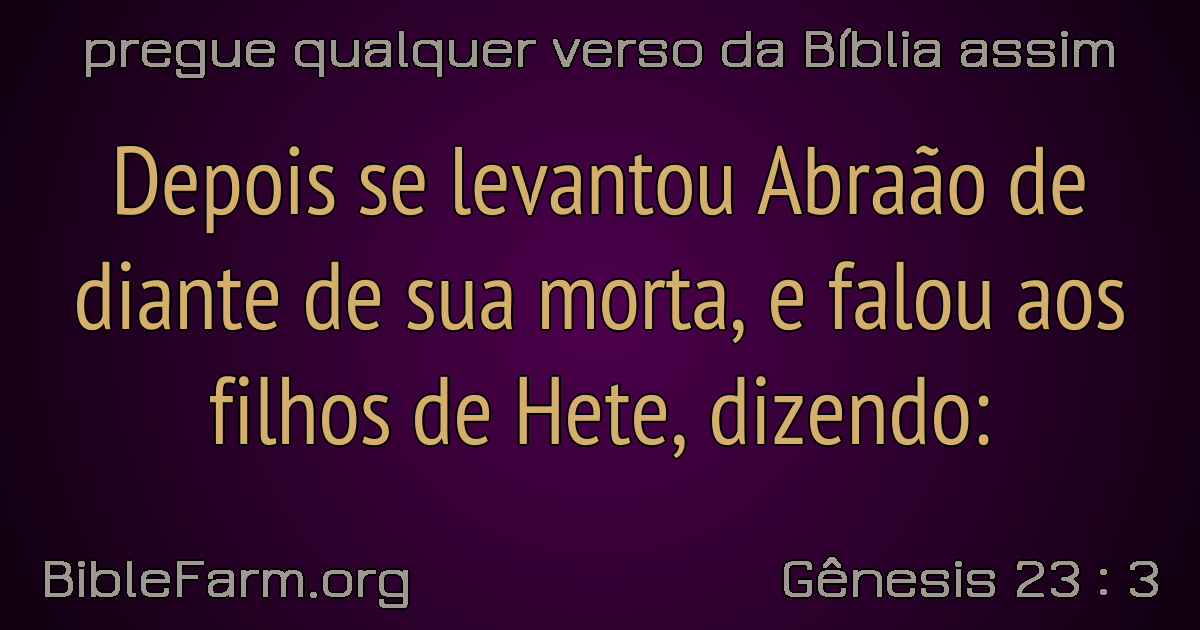 pregue qualquer verso da Bíblia assim
Depois se levantou Abraão de
diante de sua morta, e falou aos
filhos de Hete, dizendo:
BibleFarm.org
Gênesis 23 : 3